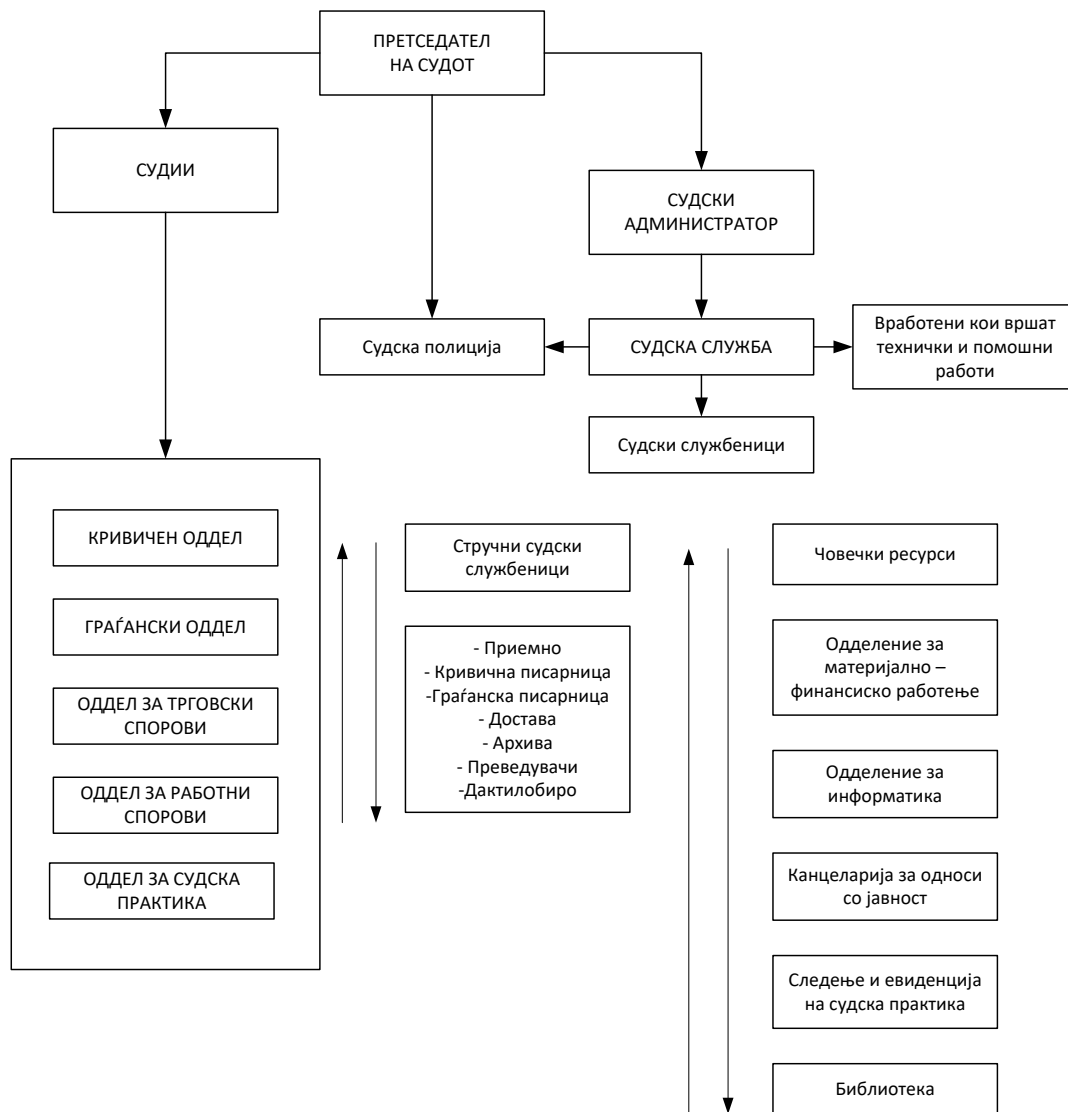 ПРЕТСЕДАТЕЛ
НА СУДОТ
СУДИИ
СУДСКИ
АДМИНИСТРАТОР
Судска полиција
СУДСКА СЛУЖБА
Вработени кои вршат
технички и помошни
работи
Судски службеници
КРИВИЧЕН ОДДЕЛ
ГРАЃАНСКИ ОДДЕЛ
ОДДЕЛ ЗА ТРГОВСКИ
СПОРОВИ
ОДДЕЛ ЗА РАБОТНИ
СПОРОВИ
ОДДЕЛ ЗА СУДСКА
ПРАКТИКА
Стручни судски
службеници
- Приемно
- Кривична писарница
-Граѓанска писарница
- Достава
- Архива
- Преведувачи
-Дактилобиро
Човечки ресурси
Одделение за
материјално –
финансиско работење
Одделение за
информатика
Канцеларија за односи
со јавност
Следење и евиденција
на судска практика
Библиотека